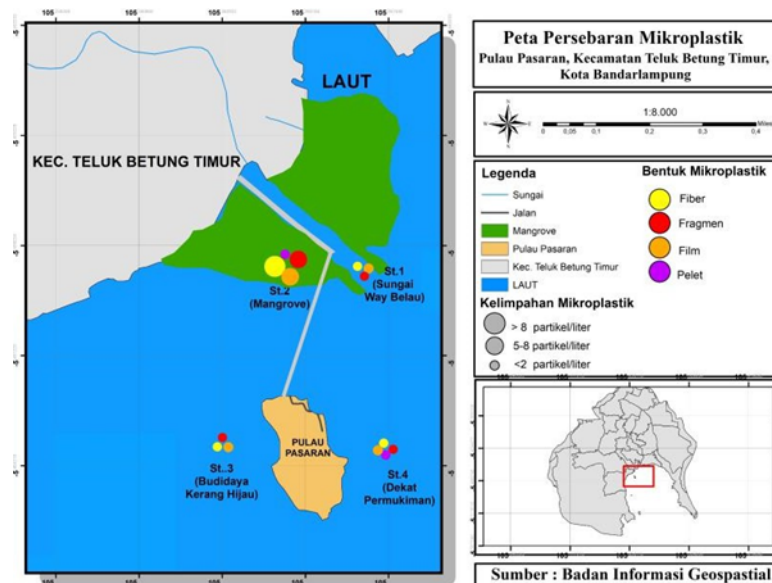 LAUT
KEC. TELUK BETUNG TIMUR
St.2
(Mangrove)
St.1
(Sungai
Way Belau)
PULAU
PASARAN
St..3
(Budidaya
Kerang Hijau)
St.4
(Dekat
Permukiman)
Peta Persebaran Mikroplastik
Pulau Pasaran, Kecamatan Teluk Betung Timur,
Kota Bandarlampung
1:8.000
0 0,05 0,1 0,2 0,3 0,4 Miles
Legenda
Sungai
Jalan
Mangrove
Pulau Pasaran
Kec. Teluk Betung Timur
LAUT
Bentuk Mikroplastik
Fiber
Fragmen
Film
Pelet
Kelimpahan Mikroplastik
> 8 partikel/liter
5-8 partikel/liter
<2 partikel/liter
Sumber : Badan Informasi Geospastial